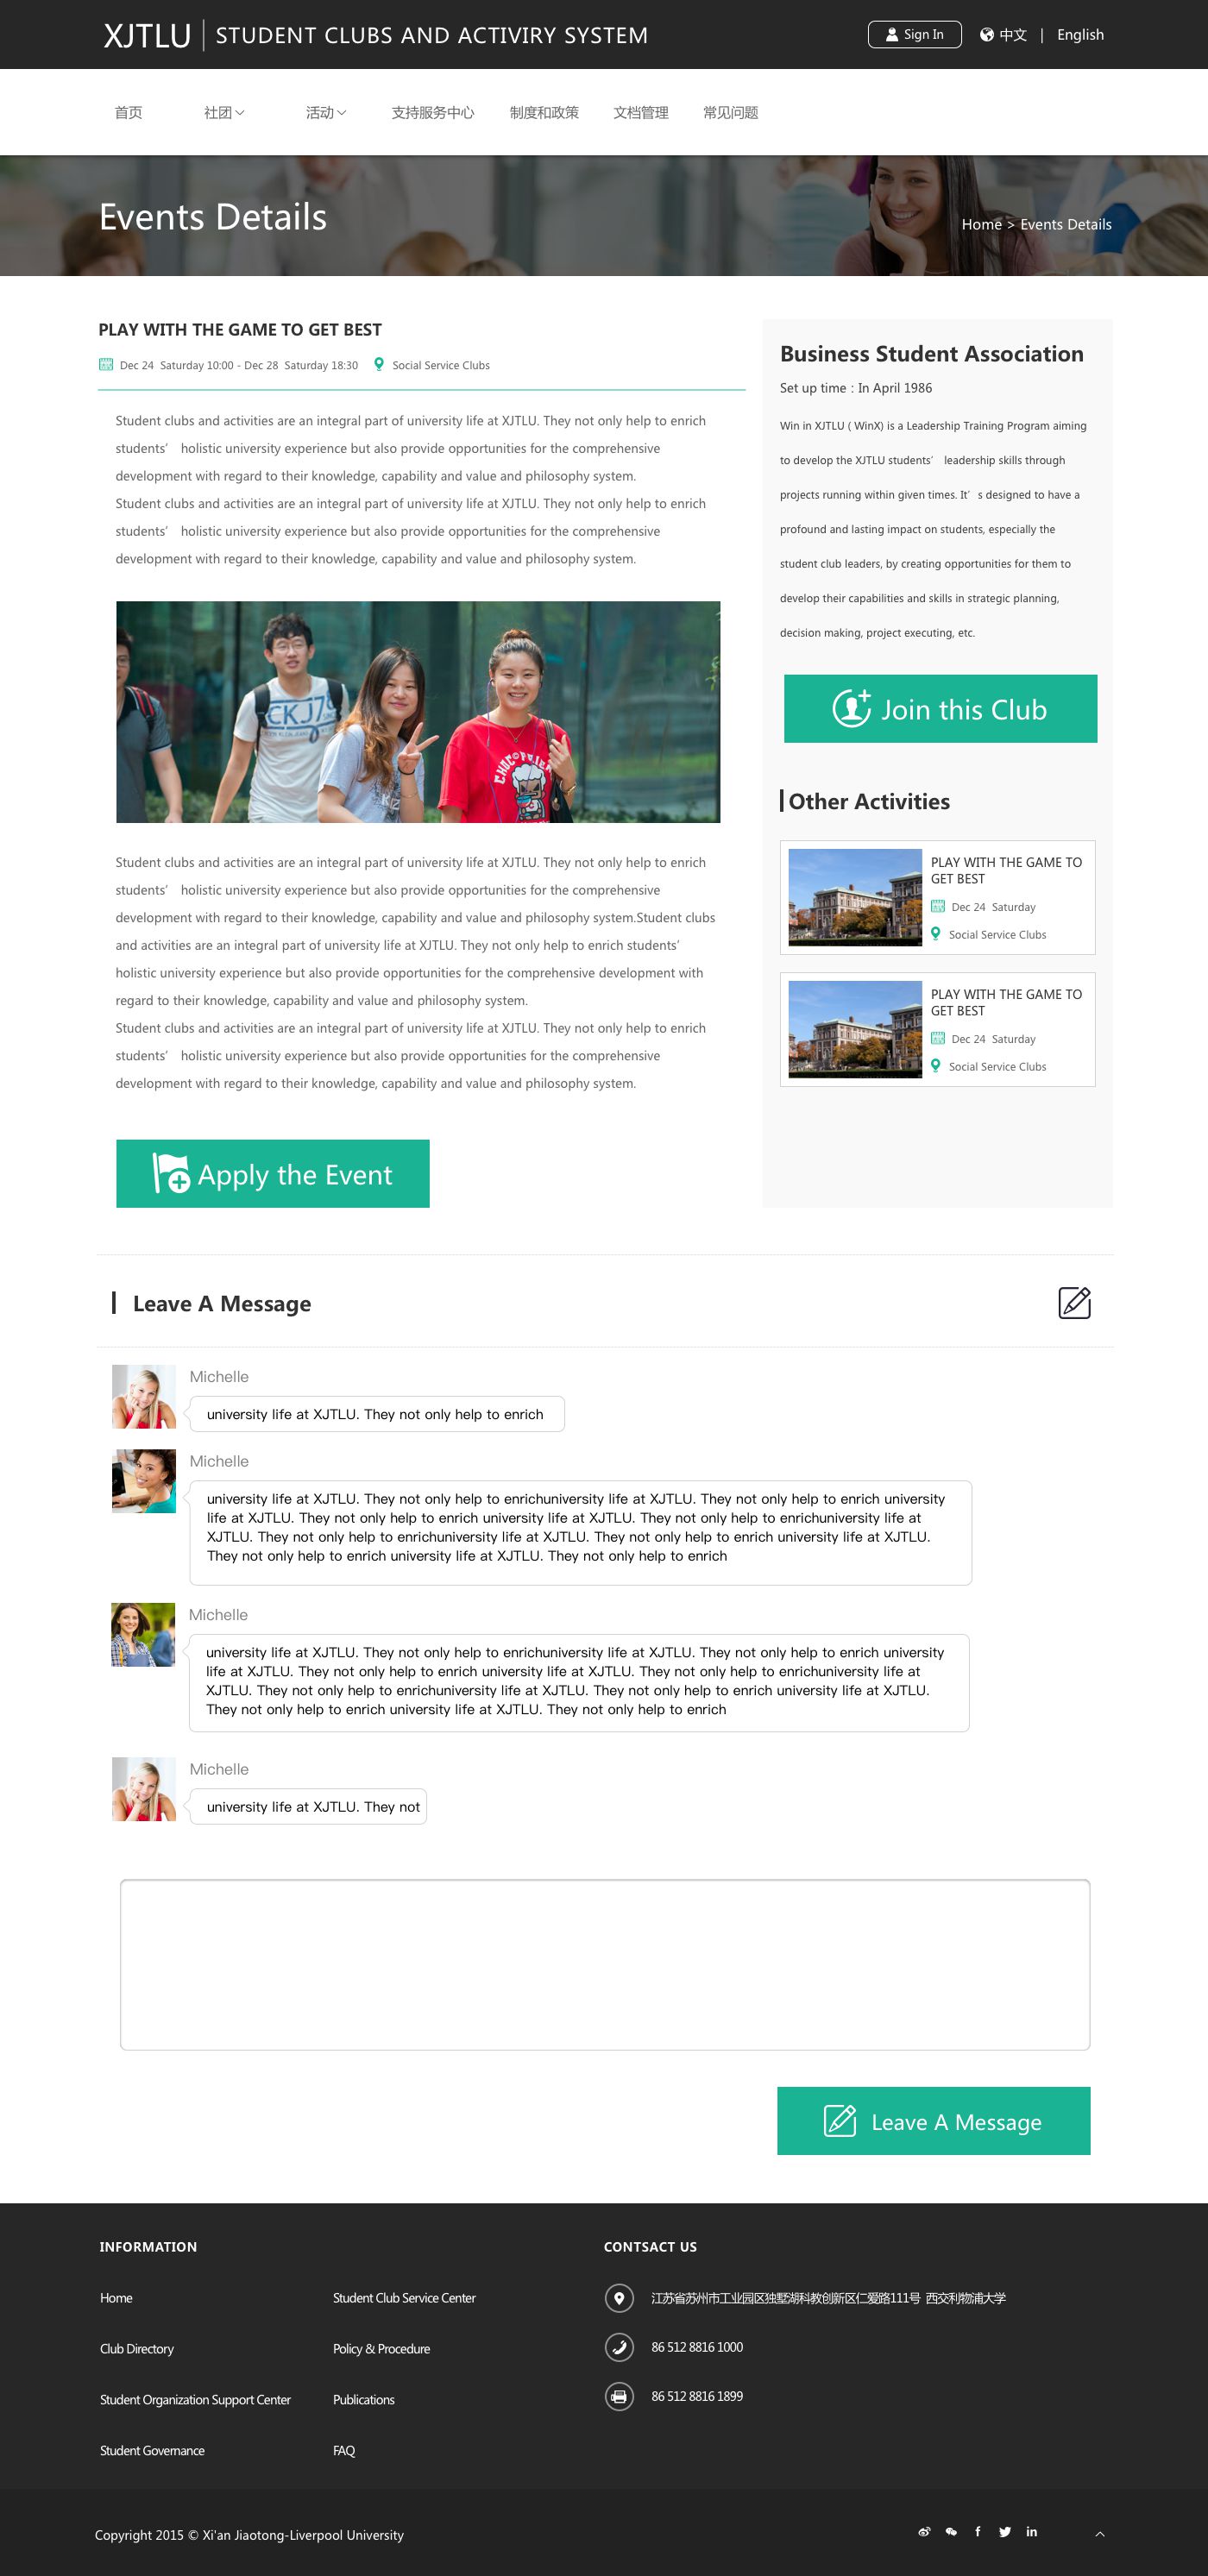 XJTLU | STUDENT CLUBS AND ACTIVIRY SYSTEM
Sign In
中文 | English
首页 社团 活动 支持服务中心 制度和政策 文档管理 常见问题
Events Details
Home > Events Details
PLAY WITH THE GAME TO GET BEST
Dec 24 Saturday 10:00 - Dec 28 Saturday 18:30 Social Service Clubs
Student clubs and activities are an integral part of university life at XJTLU. They not only help to enrich
students’ holistic university experience but also provide opportunities for the comprehensive
development with regard to their knowledge, capability and value and philosophy system.
Student clubs and activities are an integral part of university life at XJTLU. They not only help to enrich
students’ holistic university experience but also provide opportunities for the comprehensive
development with regard to their knowledge, capability and value and philosophy system.
Student clubs and activities are an integral part of university life at XJTLU. They not only help to enrich
students’ holistic university experience but also provide opportunities for the comprehensive
development with regard to their knowledge, capability and value and philosophy system.Student clubs
and activities are an integral part of university life at XJTLU. They not only help to enrich students’
holistic university experience but also provide opportunities for the comprehensive development with
regard to their knowledge, capability and value and philosophy system.
Student clubs and activities are an integral part of university life at XJTLU. They not only help to enrich
students’ holistic university experience but also provide opportunities for the comprehensive
development with regard to their knowledge, capability and value and philosophy system.
Apply the Event
Business Student Association
Set up time : In April 1986
Win in XJTLU ( WinX) is a Leadership Training Program aiming
to develop the XJTLU students’ leadership skills through
projects running within given times. It’s designed to have a
profound and lasting impact on students, especially the
student club leaders, by creating opportunities for them to
develop their capabilities and skills in strategic planning,
decision making, project executing, etc.
Join this Club
Other Activities
PLAY WITH THE GAME TO
GET BEST
Dec 24 Saturday
Social Service Clubs
PLAY WITH THE GAME TO
GET BEST
Dec 24 Saturday
Social Service Clubs
Leave A Message
Michelle
university life at XJTLU. They not only help to enrich
Michelle
university life at XJTLU. They not only help to enrichuniversity life at XJTLU. They not only help to enrich university
life at XJTLU. They not only help to enrich university life at XJTLU. They not only help to enrichuniversity life at
XJTLU. They not only help to enrichuniversity life at XJTLU. They not only help to enrich university life at XJTLU.
They not only help to enrich university life at XJTLU. They not only help to enrich
Michelle
university life at XJTLU. They not only help to enrichuniversity life at XJTLU. They not only help to enrich university
life at XJTLU. They not only help to enrich university life at XJTLU. They not only help to enrichuniversity life at
XJTLU. They not only help to enrichuniversity life at XJTLU. They not only help to enrich university life at XJTLU.
They not only help to enrich university life at XJTLU. They not only help to enrich
Michelle
university life at XJTLU. They not
Leave A Message
INFORMATION
Home
Club Directory
Student Organization Support Center
Student Governance
Student Club Service Center
Policy & Procedure
Publications
FAQ
CONTSACT US
江苏省苏州市工业园区独墅湖科教创新区仁爱路111号 西交利物浦大学
86 512 8816 1000
86 512 8816 1899
Copyright 2015 © Xi'an Jiaotong-Liverpool University